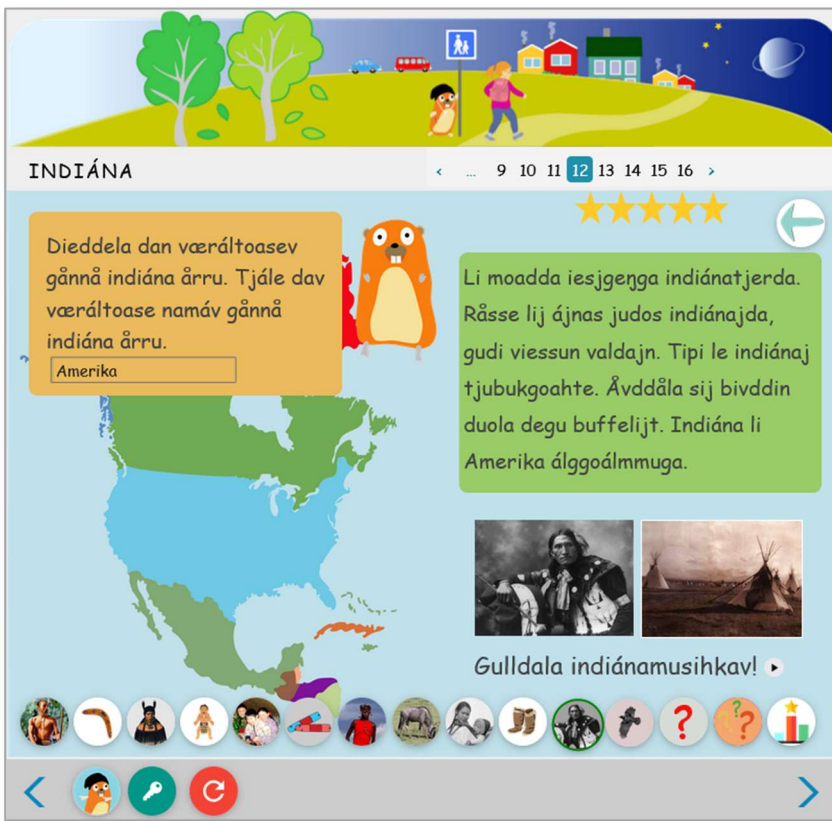 INDIÁNA
‹ ... 9 10 11 12 13 14 15 16 ›
Dieddela dan væráltoasev
gånnå indiána årru. Tjále dav
væráltoase namáv gånnå
indiána årru.
Amerika
Li moadda iesjgeŋga indiánatjerda.
Råsse lij ájnas judos indiánajda,
gudi viessun valdajn. Tipi le indiánaj
tjubukgoahte. Åvddåla sij bivddin
duola degu buffelijt. Indiána li
Amerika álggoálmmuga.
Gulldala indiánamusihkav!